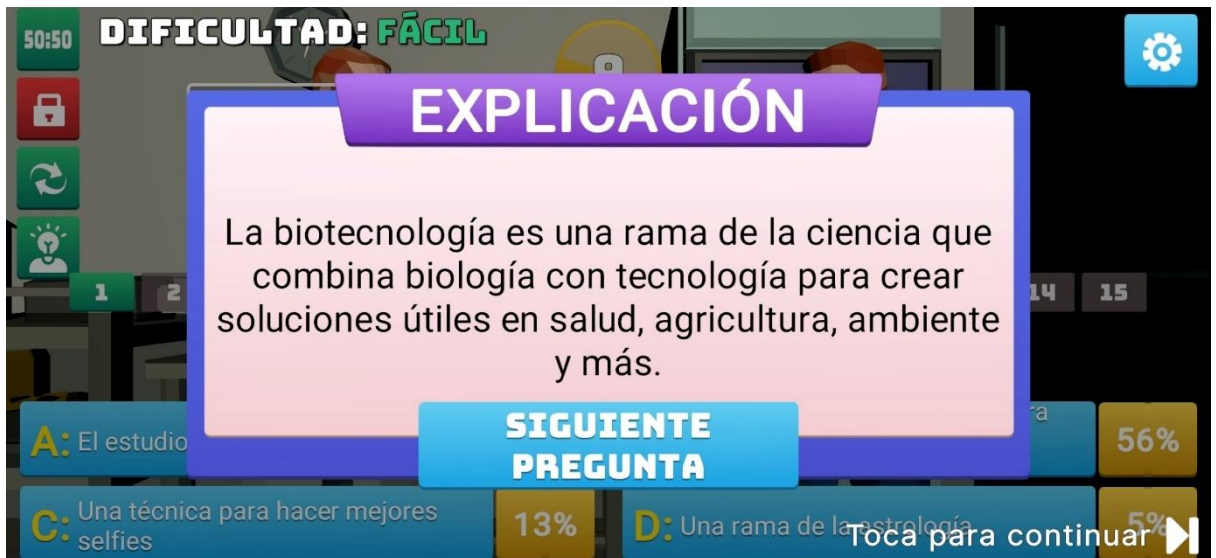 50:50
DIFICULTAD: FÁCIL
EXPLICACIÓN
La biotecnología es una rama de la ciencia que
combina biología con tecnología para crear
soluciones útiles en salud, agricultura, ambiente
y más.
1 2 14 15
SIGUIENTE
PREGUNTA
A: El estudio
ra
56%
C: Una técnica para hacer mejores
selfies
13%
D: Una rama de la astrología
5%
Toca para continuar